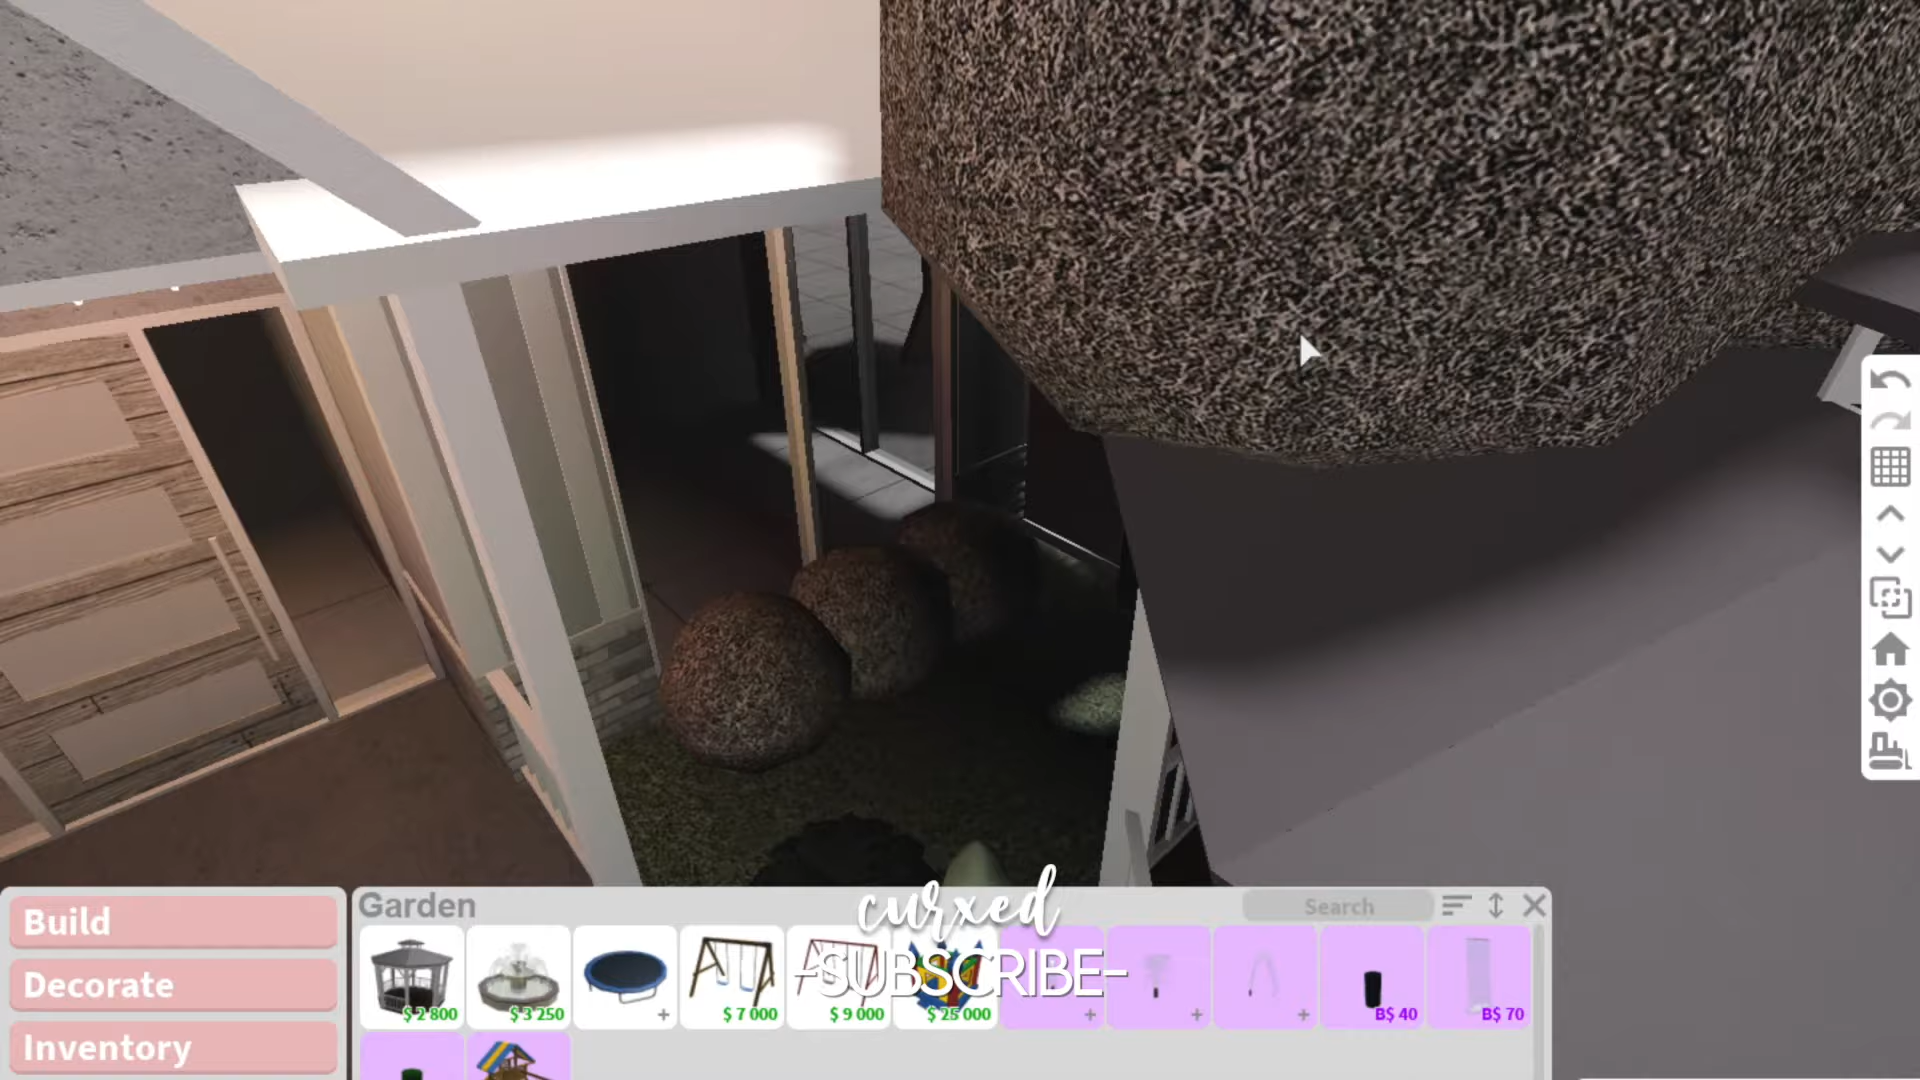 Build
Decorate
Inventory
Garden
Search
$ 2 800
$ 3 250
+
$ 7 000
$ 9 000
$ 25 000
+
+
+
B$ 40
B$ 70
curxed
-SUBSCRIBE-